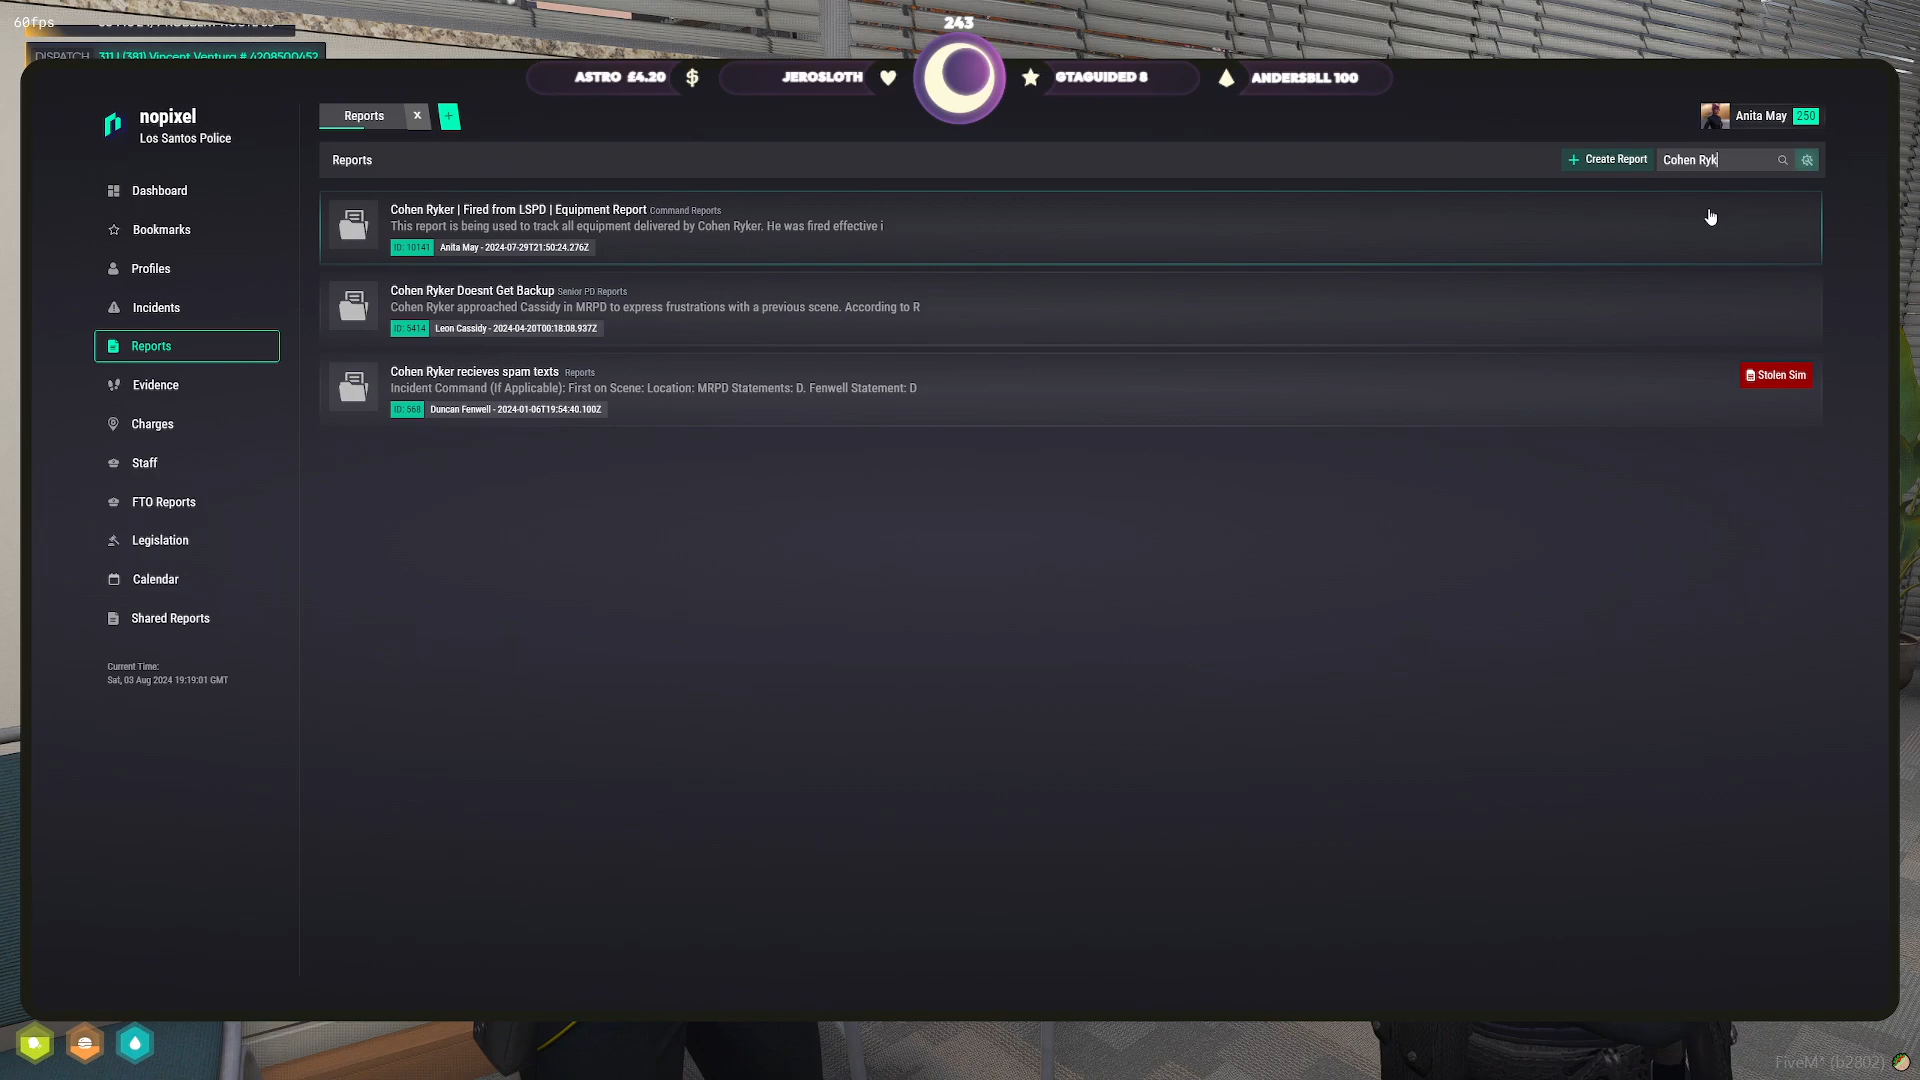 60fps
243
DISPATCH 311 | (381) Vincent Ventura # 4208500452
ASTRO £4.20
JEROSLOTH
GTAGUIDED 8
ANDERSBLL 100
nopixel
Los Santos Police
Reports x +
Anita May 250
Reports
+ Create Report
Cohen Ryk
Dashboard
Bookmarks
Profiles
Incidents
Reports
Evidence
Charges
Staff
FTO Reports
Legislation
Calendar
Shared Reports
Current Time:
Sat, 03 Aug 2024 19:19:01 GMT
Cohen Ryker | Fired from LSPD | Equipment Report Command Reports
This report is being used to track all equipment delivered by Cohen Ryker. He was fired effective i
ID: 10141 Anita May - 2024-07-29T21:50:24.276Z
Cohen Ryker Doesnt Get Backup Senior PD Reports
Cohen Ryker approached Cassidy in MRPD to express frustrations with a previous scene. According to R
ID: 5414 Leon Cassidy - 2024-04-20T00:18:08.937Z
Cohen Ryker recieves spam texts Reports
Incident Command (If Applicable): First on Scene: Location: MRPD Statements: D. Fenwell Statement: D
ID: 568 Duncan Fenwell - 2024-01-06T19:54:40.100Z
Stolen Sim
FiveM* (b2802)